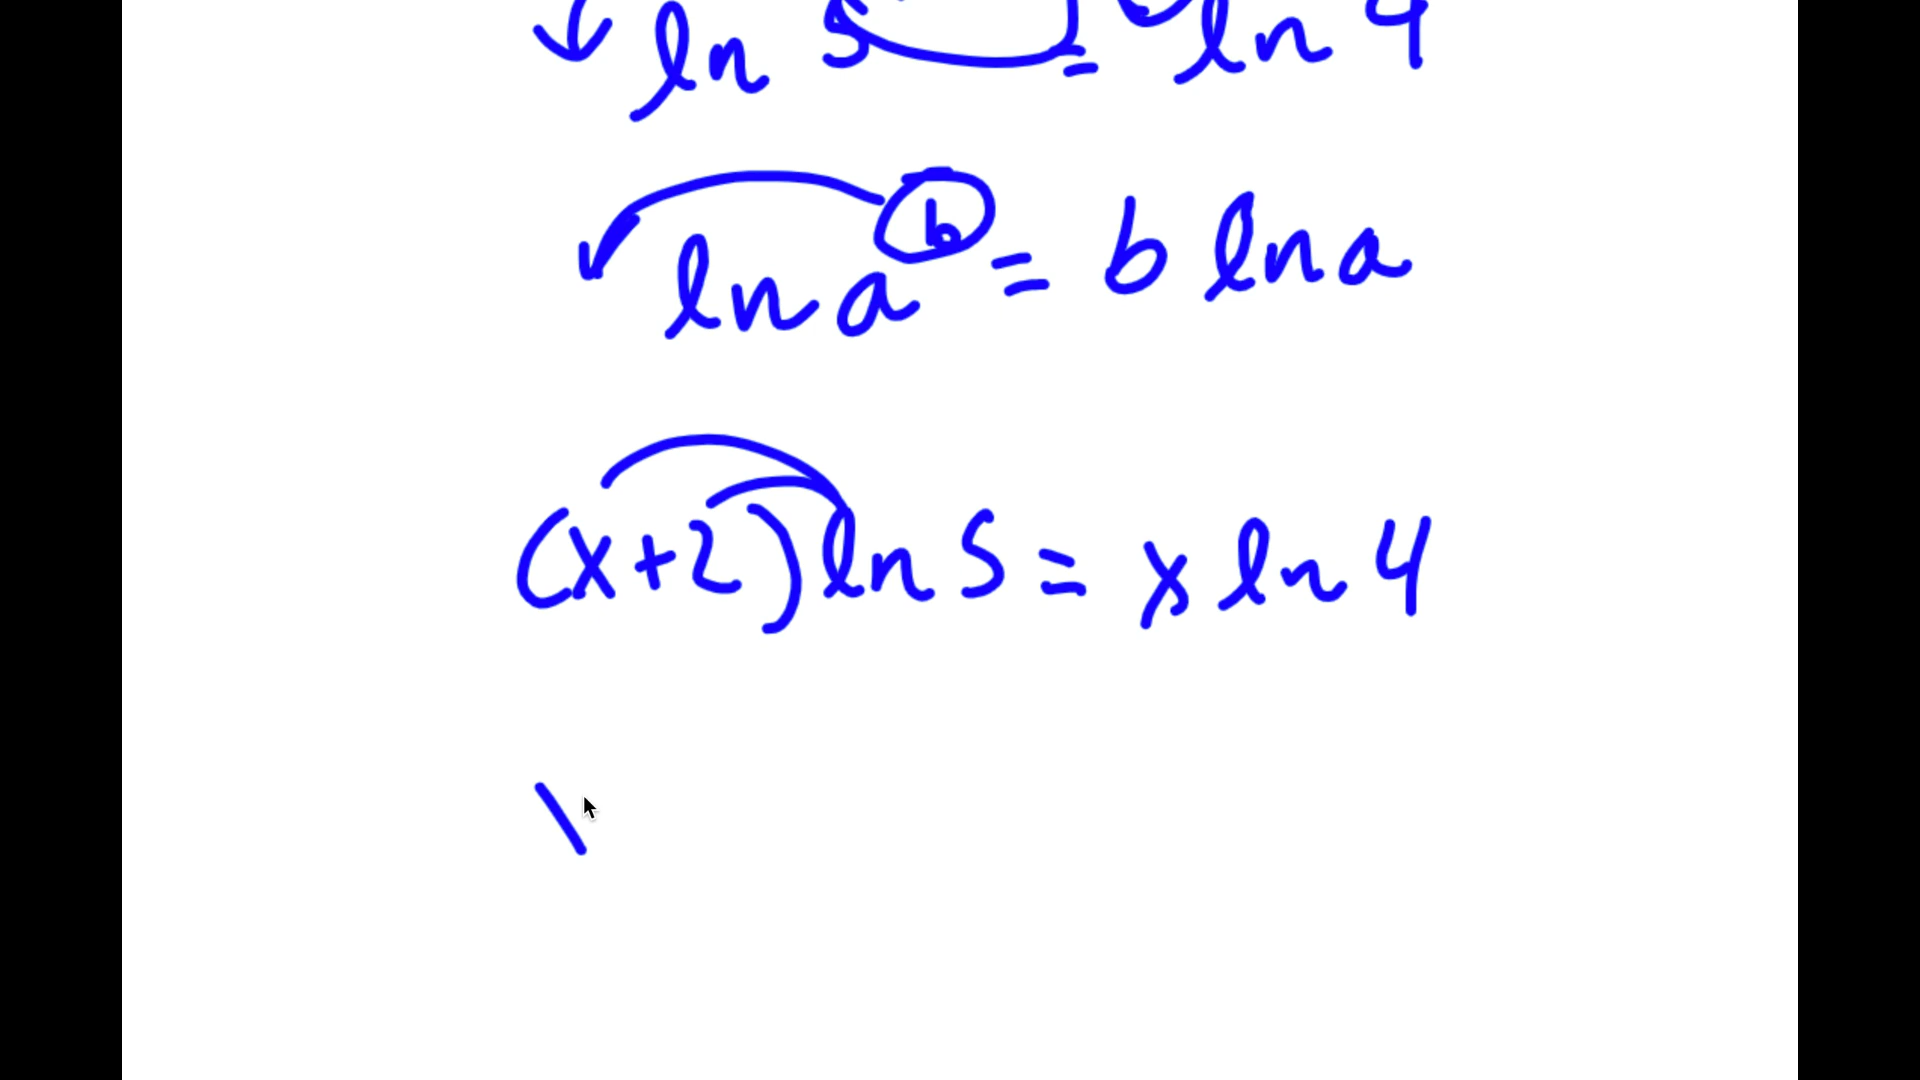 ln 5 = ln 4
ln a^b = b ln a
(x+2) ln 5 = x ln 4